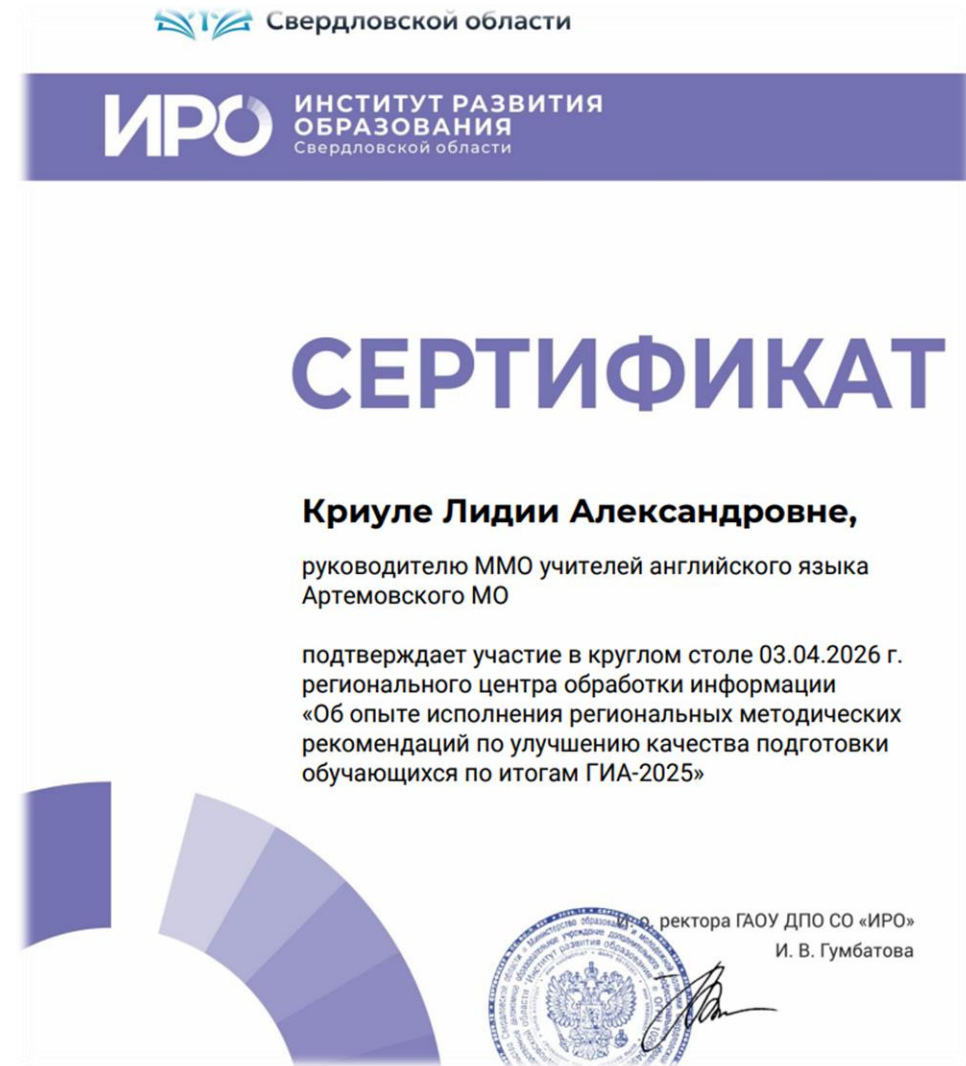 Свердловской области
ИРО
ИНСТИТУТ РАЗВИТИЯ
ОБРАЗОВАНИЯ
Свердловской области
СЕРТИФИКАТ
Криуле Лидии Александровне,
руководителю ММО учителей английского языка
Артемовского МО
подтверждает участие в круглом столе 03.04.2026 г.
регионального центра обработки информации
«Об опыте исполнения региональных методических
рекомендаций по улучшению качества подготовки
обучающихся по итогам ГИА-2025»
И. о. ректора ГАОУ ДПО СО «ИРО»
И. В. Гумбатова